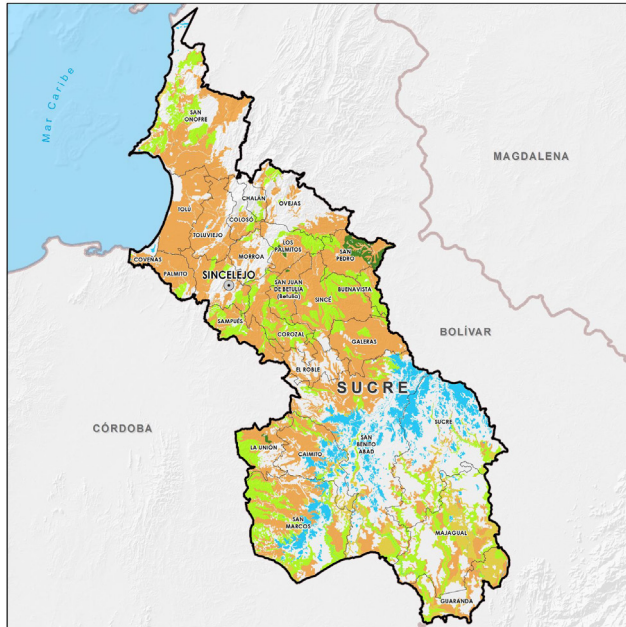 Mar Caribe
SAN
ONOFRE
MAGDALENA
CHALÁN
OVEJAS
TOLÚ
COLOSÓ
TOLUVIEJO
LOS
PALMITOS
SAN
PEDRO
MORROA
COVEÑAS
PALMITO
SINCELEJO
SAN JUAN
DE BETULIA
(Betulia)
BUENAVISTA
SINCÉ
SAMPUÉS
COROZAL
GALERAS
BOLÍVAR
EL ROBLE
SUCRE
SUCRE
CÓRDOBA
SAN
BENITO
ABAD
LA UNIÓN
CAIMITO
SAN
MARCOS
MAJAGUAL
GUARANDA